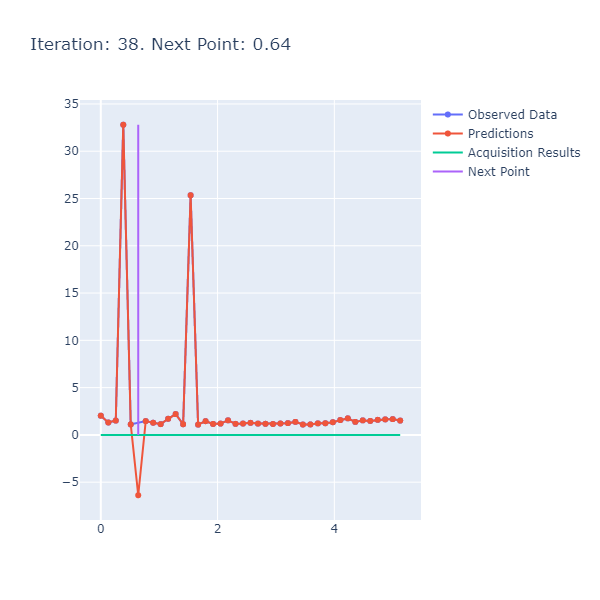 Iteration: 38. Next Point: 0.64
35
30
25
20
15
10
5
0
−5
0
2
4
Observed Data
Predictions
Acquisition Results
Next Point